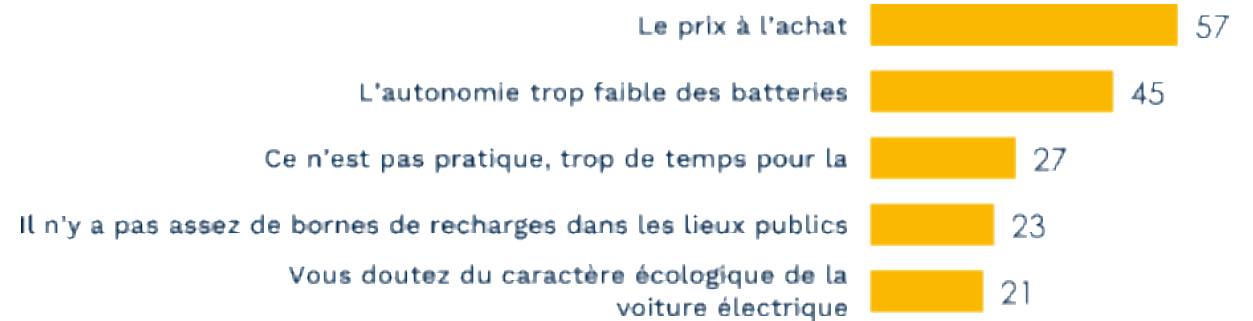 Le prix à l'achat 57
L'autonomie trop faible des batteries 45
Ce n'est pas pratique, trop de temps pour la 27
Il n'y a pas assez de bornes de recharges dans les lieux publics 23
Vous doutez du caractère écologique de la
voiture électrique 21